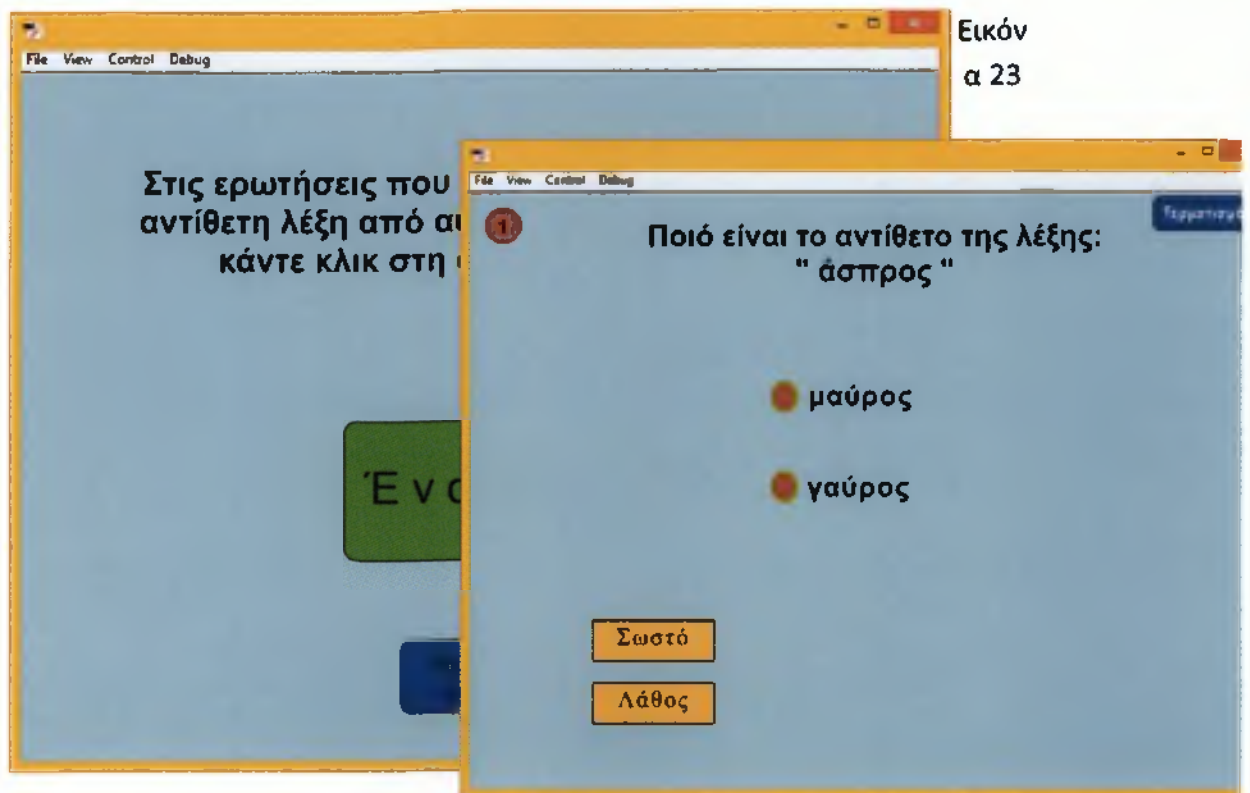 Εικόν
α 23
File View Control Debug
Στις ερωτήσεις που
αντίθετη λέξη από
κάντε κλικ στη
Ένα
File View Control Debug
1
Ποιό είναι το αντίθετο της λέξης:
" άσπρος "
μαύρος
γαύρος
Σωστό
Λάθος